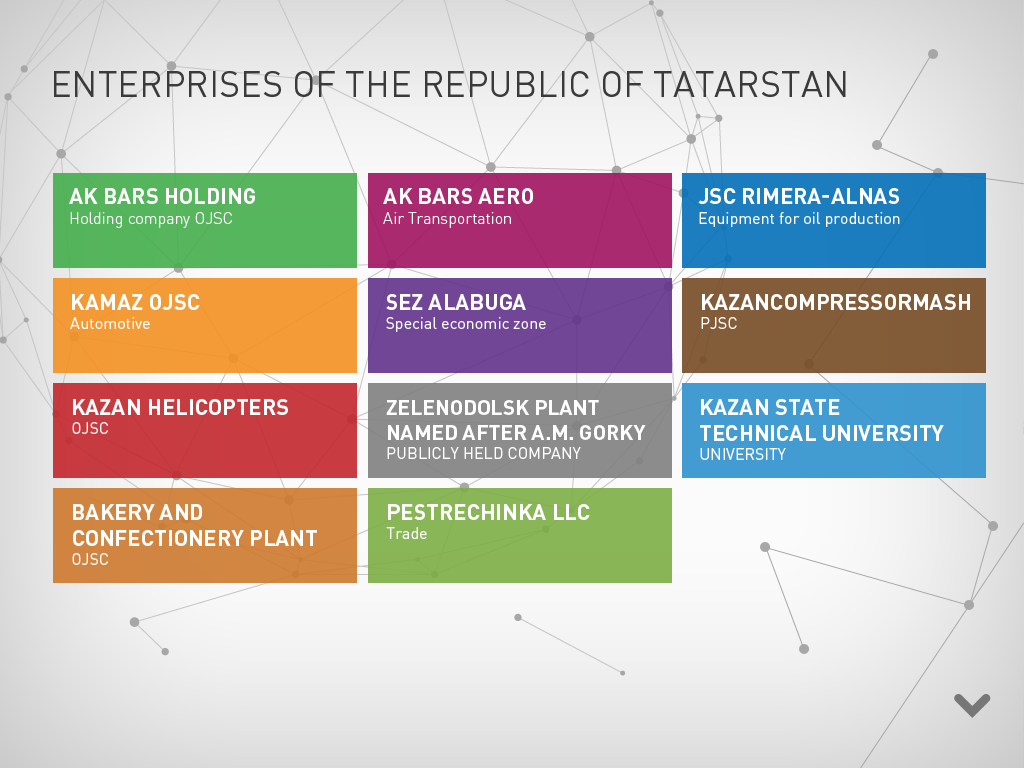 ENTERPRISES OF THE REPUBLIC OF TATARSTAN
AK BARS HOLDING
Holding company OJSC
AK BARS AERO
Air Transportation
JSC RIMERA-ALNAS
Equipment for oil production
KAMAZ OJSC
Automotive
SEZ ALABUGA
Special economic zone
KAZANCOMPRESSORMASH
PJSC
KAZAN HELICOPTERS
OJSC
ZELENODOLSK PLANT
NAMED AFTER A.M. GORKY
PUBLICLY HELD COMPANY
KAZAN STATE
TECHNICAL UNIVERSITY
UNIVERSITY
BAKERY AND
CONFECTIONERY PLANT
OJSC
PESTRECHINKA LLC
Trade